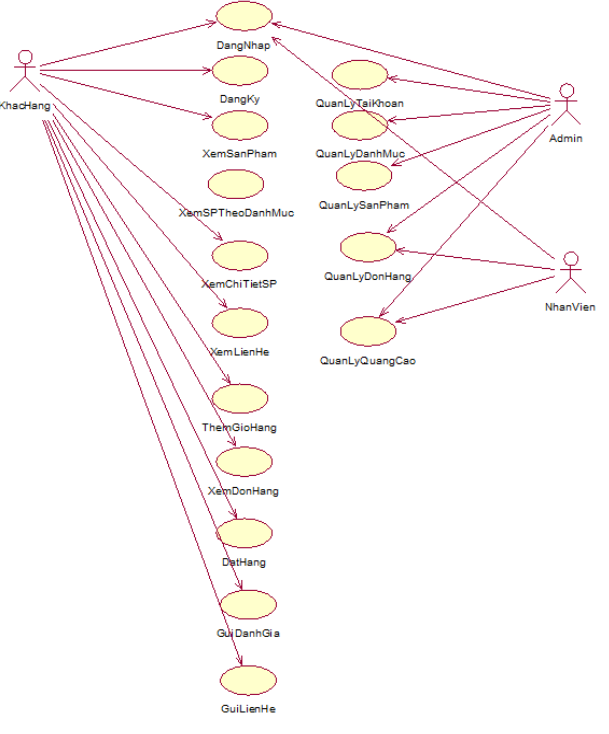 DangNhap
KhachHang
DangKy
QuanLyTaiKhoan
Admin
XemSanPham
QuanLyDanhMuc
XemSPTheoDanhMuc
QuanLySanPham
XemChiTietSP
QuanLyDonHang
NhanVien
XemLienHe
QuanLyQuangCao
ThemGioHang
XemDonHang
DatHang
GuiDanhGia
GuiLienHe